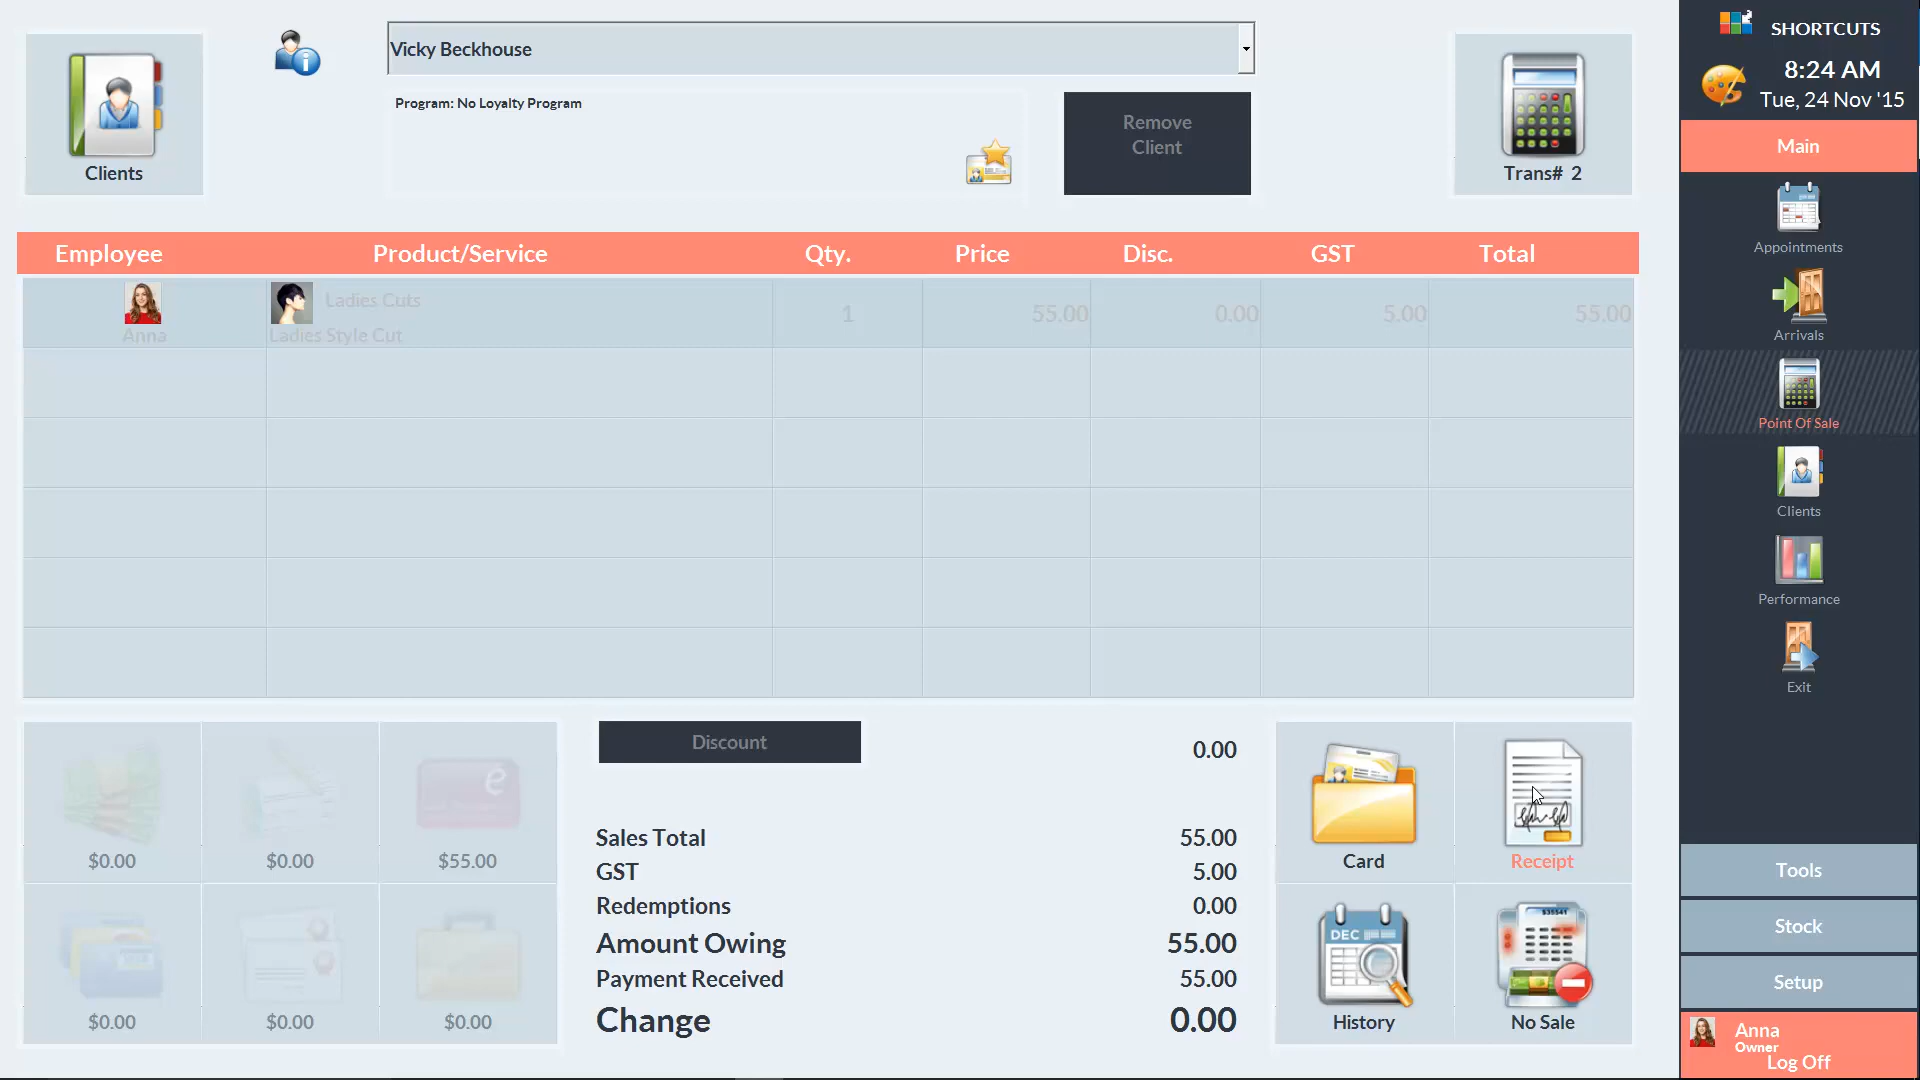 Vicky Beckhouse
Program: No Loyalty Program
Clients
Remove
Client
Trans# 2
SHORTCUTS
8:24 AM
Tue, 24 Nov '15
Main
Appointments
Arrivals
Point Of Sale
Clients
Performance
Exit
Employee Product/Service Qty. Price Disc. GST Total
Ladies Cuts
Anna Ladies Style Cut 1 55.00 0.00 5.00 55.00
$0.00 $0.00 $55.00
$0.00 $0.00 $0.00
Discount 0.00
Sales Total 55.00
GST 5.00
Redemptions 0.00
Amount Owing 55.00
Payment Received 55.00
Change 0.00
Card
Receipt
DEC
History
$35541
No Sale
Tools
Stock
Setup
Anna
Owner
Log Off